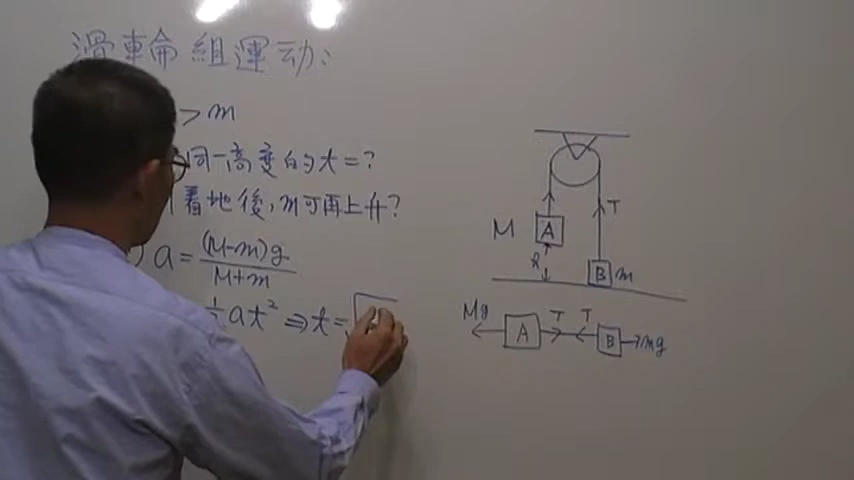 滑輪組運动:
> m
同一高度的t=?
着地後,m可再上升?
a = (M-m)g / M+m
½at² ⇒ t=
T
M A
h
B m
Mg A T T B mg